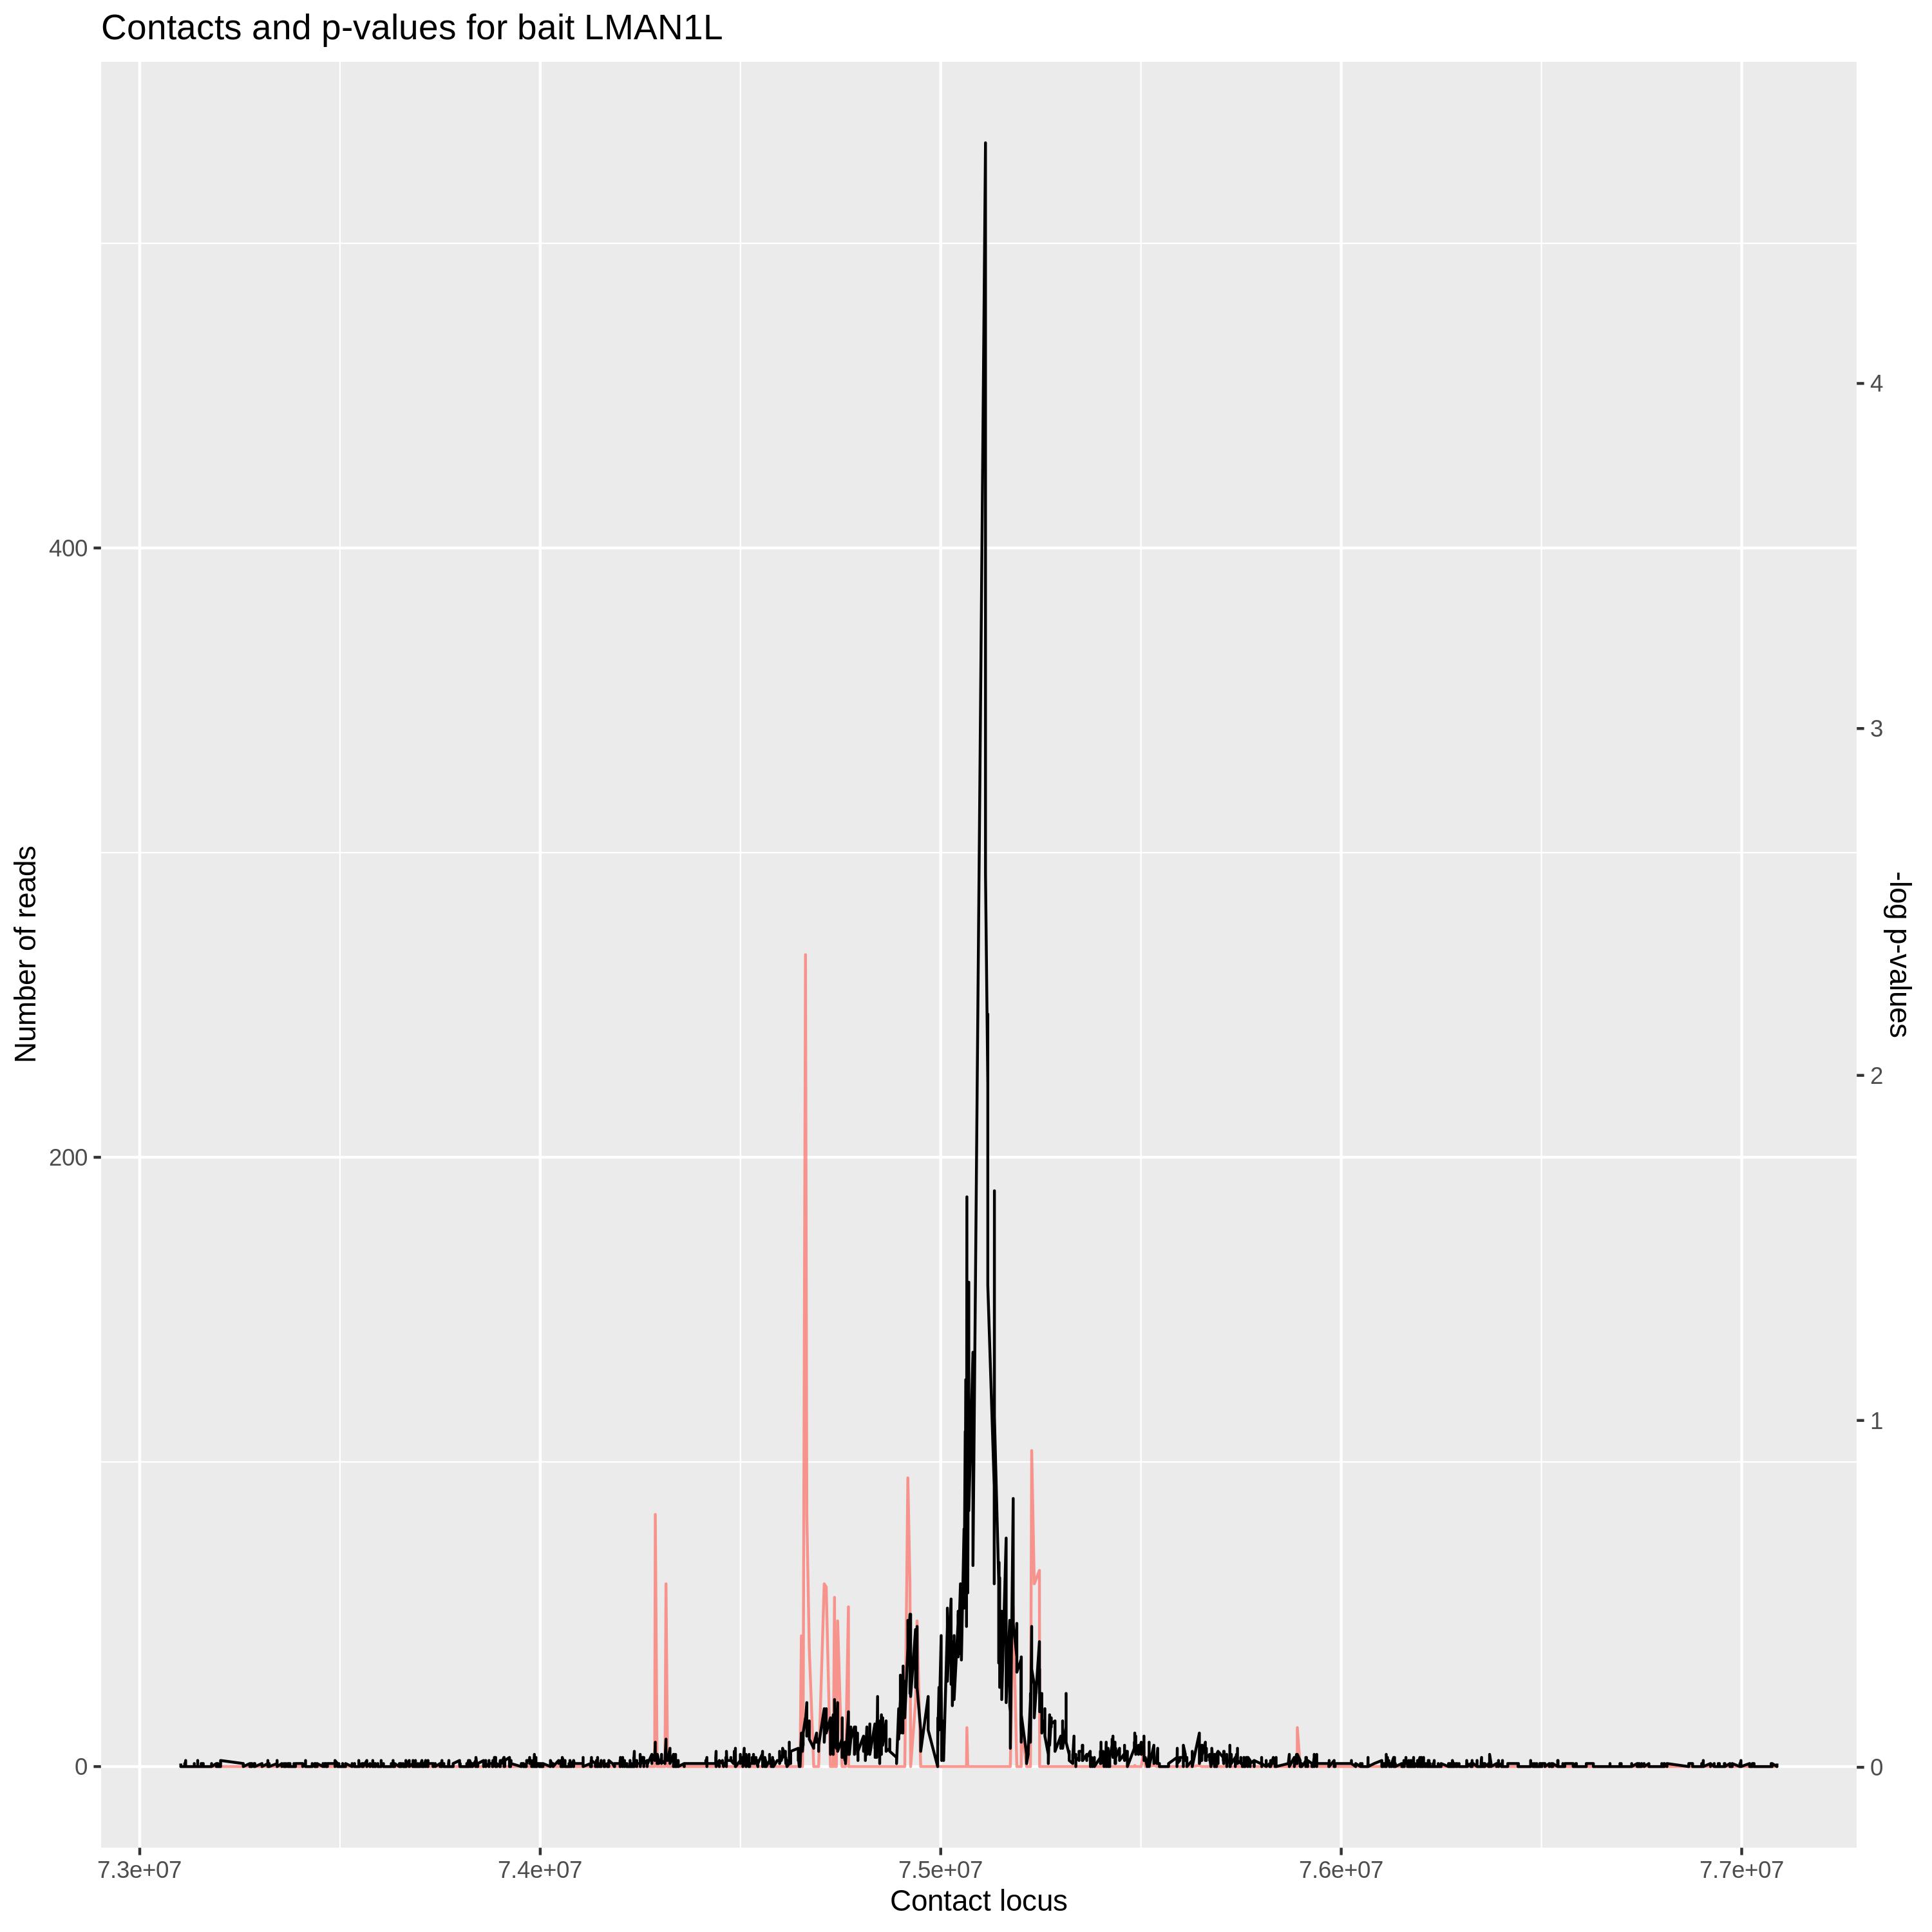 Contacts and p-values for bait LMAN1L
Number of reads
400
200
0
4
3
2
1
0
-log p-values
7.3e+07
7.4e+07
7.5e+07
7.6e+07
7.7e+07
Contact locus